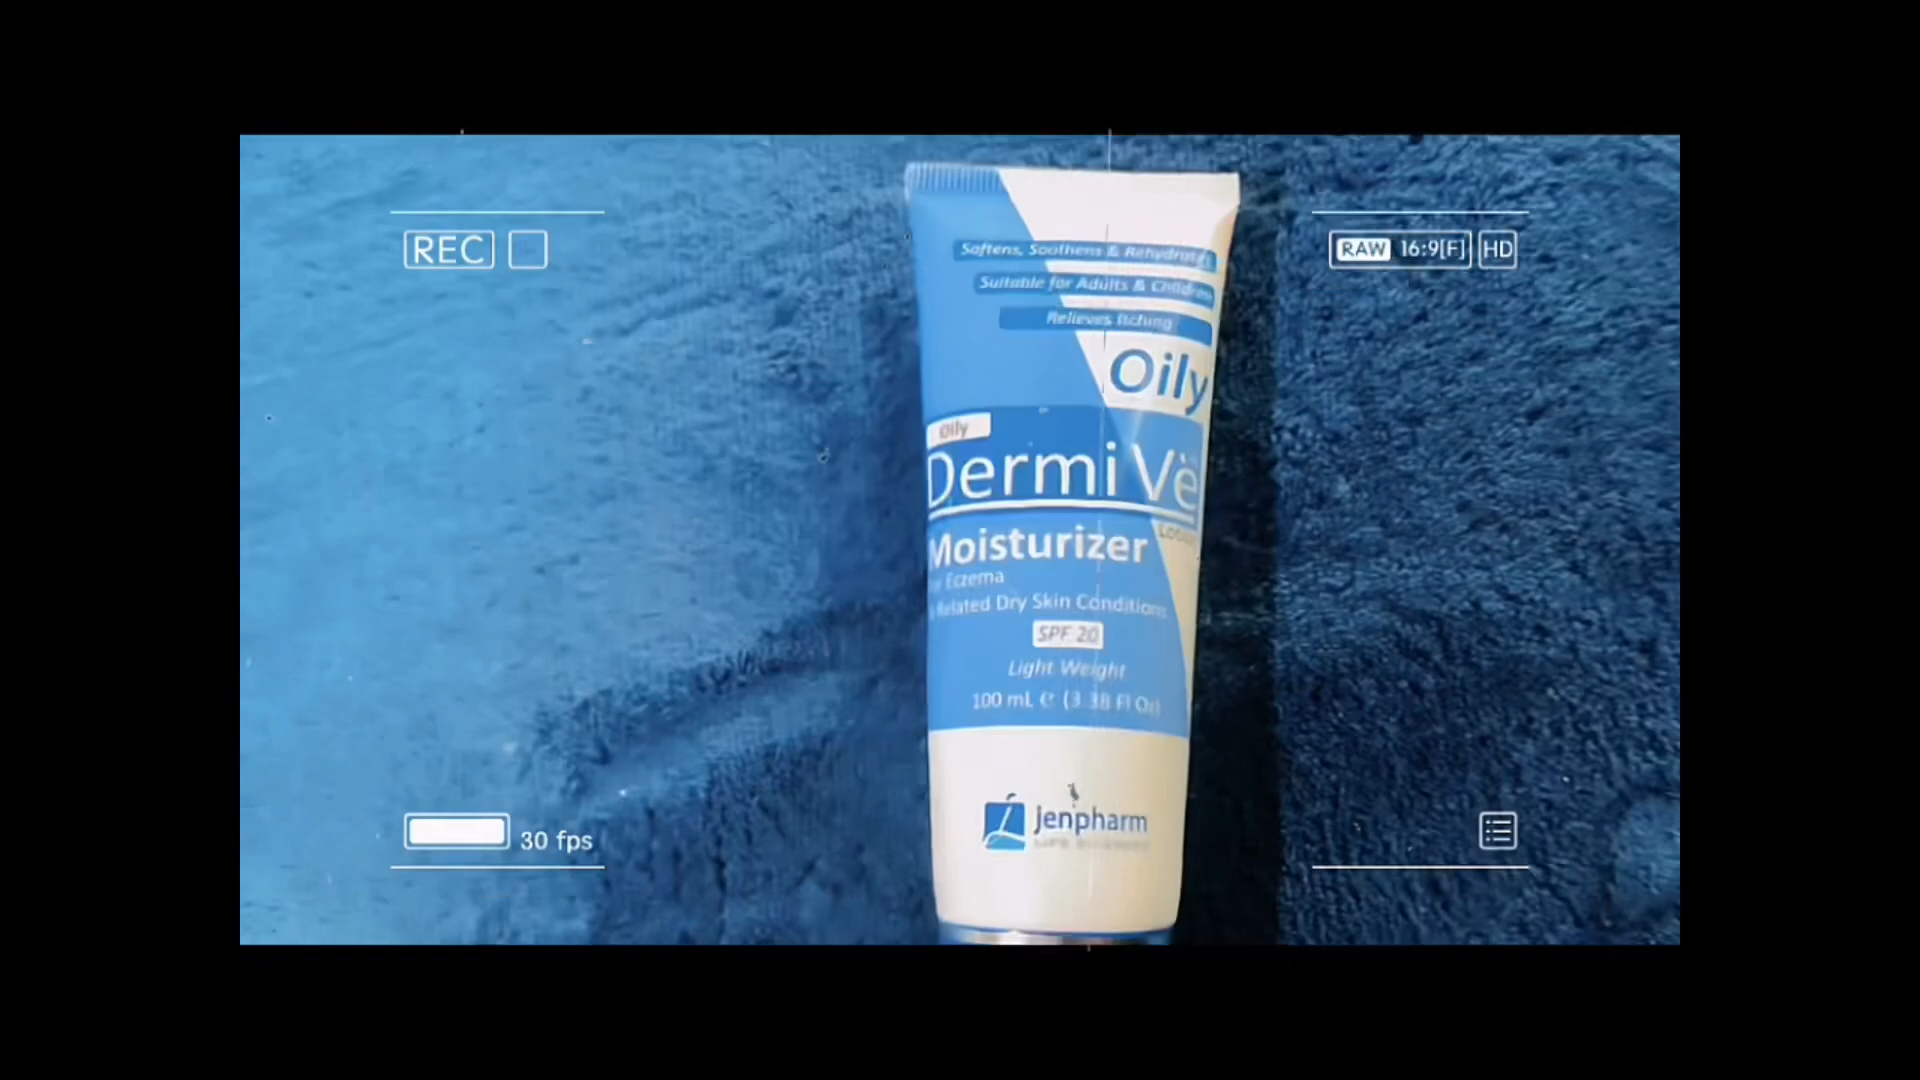 REC
RAW 16:9[F] HD
Softens, Soothens & Rehydrates
Suitable for Adults & Children
Relieves Itching
Oily
Oily
Dermi Vë
Moisturizer
Eczema
Related Dry Skin Conditions
SPF 20
Light Weight
100 mL e (3.38 Fl Oz)
Jenpharm
30 fps